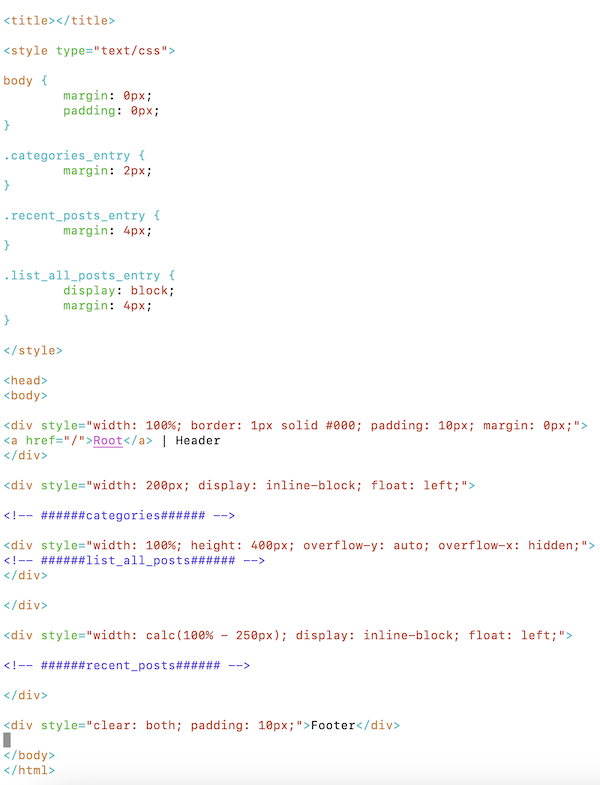 <title></title>
<style type="text/css">
body {
margin: 0px;
padding: 0px;
}
.categories_entry {
margin: 2px;
}
.recent_posts_entry {
margin: 4px;
}
.list_all_posts_entry {
display: block;
margin: 4px;
}
</style>
<head>
<body>
<div style="width: 100%; border: 1px solid #000; padding: 10px; margin: 0px;">
<a href="/">Root</a> | Header
</div>
<div style="width: 200px; display: inline-block; float: left;">
<!-- ######categories###### -->
<div style="width: 100%; height: 400px; overflow-y: auto; overflow-x: hidden;">
<!-- ######list_all_posts###### -->
</div>
</div>
<div style="width: calc(100% - 250px); display: inline-block; float: left;">
<!-- ######recent_posts###### -->
</div>
<div style="clear: both; padding: 10px;">Footer</div>
</body>
</html>